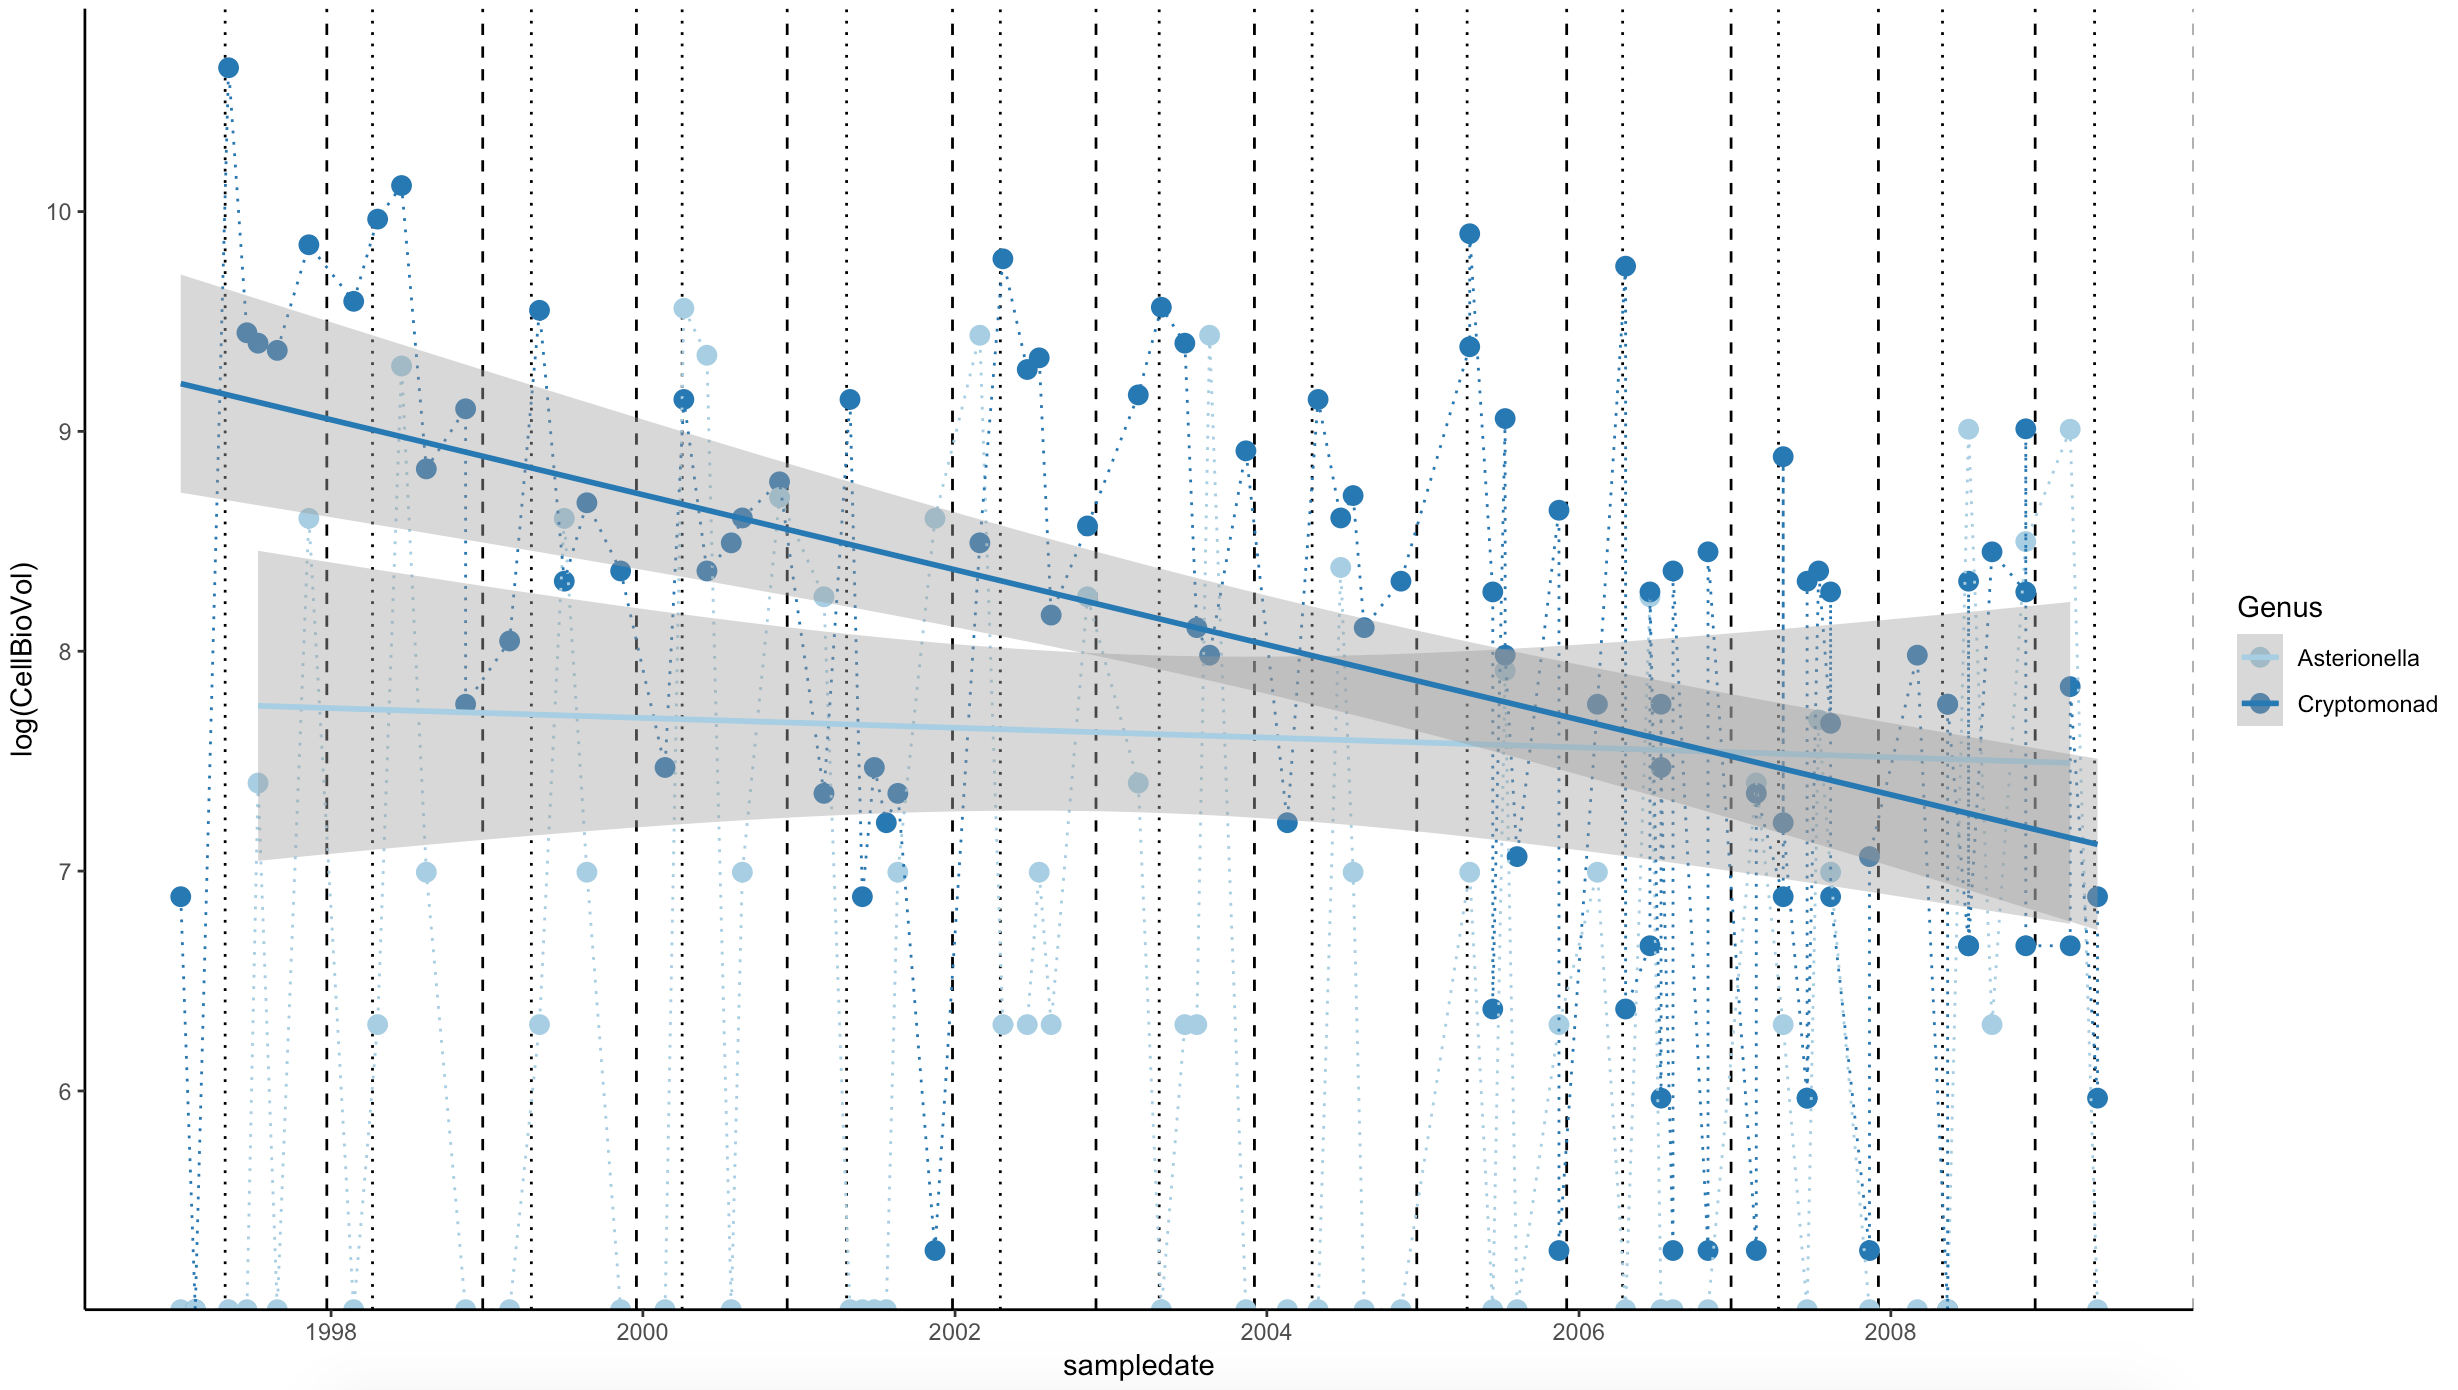 log(CellBioVol)
10
9
8
7
6
1998 2000 2002 2004 2006 2008
sampledate
Genus
Asterionella
Cryptomonad